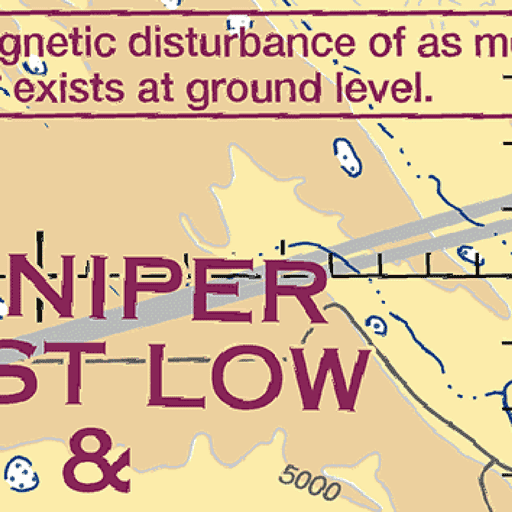 gnetic disturbance of as m
exists at ground level.
NIPER
ST LOW
&
5000